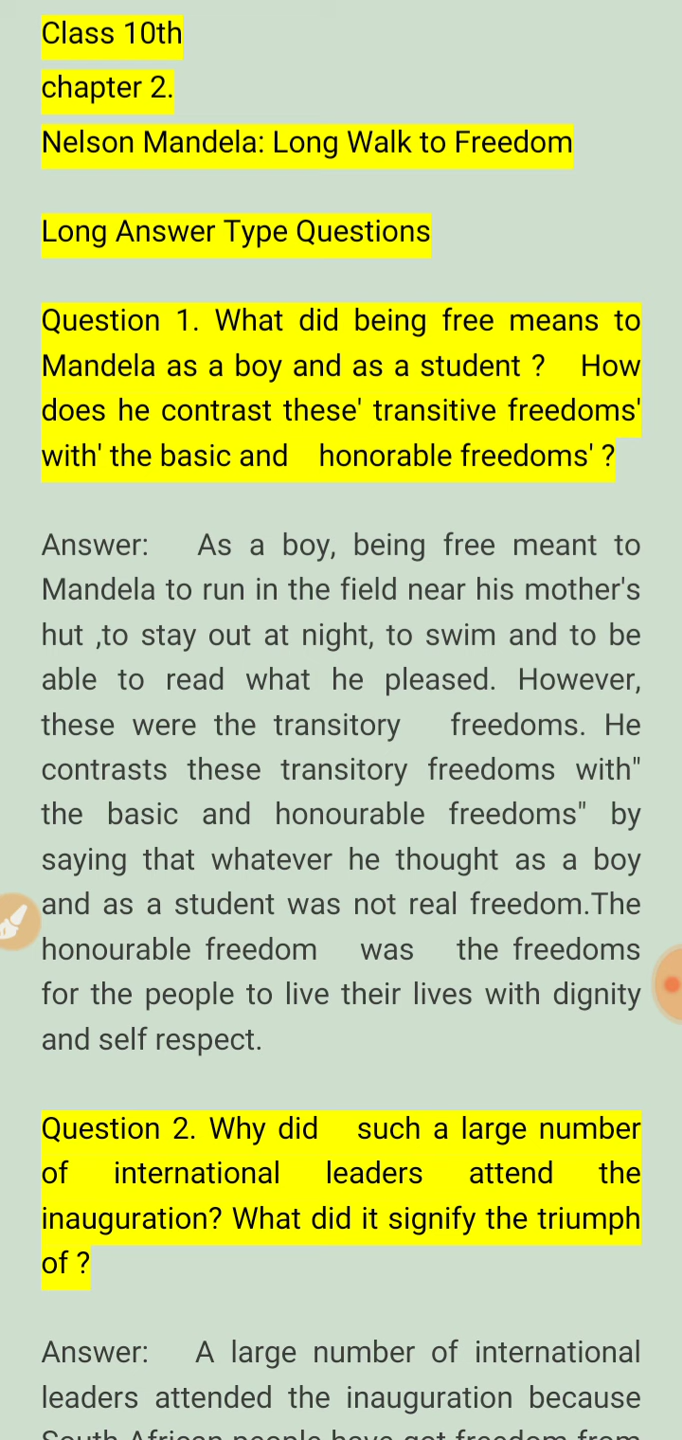 Class 10th
chapter 2.
Nelson Mandela: Long Walk to Freedom
Long Answer Type Questions
Question 1. What did being free means to
Mandela as a boy and as a student ? How
does he contrast these' transitive freedoms'
with' the basic and honorable freedoms' ?
Answer: As a boy, being free meant to
Mandela to run in the field near his mother's
hut ,to stay out at night, to swim and to be
able to read what he pleased. However,
these were the transitory freedoms. He
contrasts these transitory freedoms with"
the basic and honourable freedoms" by
saying that whatever he thought as a boy
and as a student was not real freedom.The
honourable freedom was the freedoms
for the people to live their lives with dignity
and self respect.
Question 2. Why did such a large number
of international leaders attend the
inauguration? What did it signify the triumph
of ?
Answer: A large number of international
leaders attended the inauguration because
South African people have got freedom from